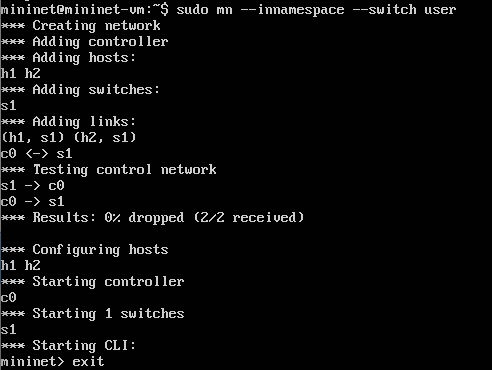 mininet@mininet-vm:~$ sudo mn --innamespace --switch user
*** Creating network
*** Adding controller
*** Adding hosts:
h1 h2
*** Adding switches:
s1
*** Adding links:
(h1, s1) (h2, s1)
c0 <-> s1
*** Testing control network
s1 -> c0
c0 -> s1
*** Results: 0% dropped (2/2 received)

*** Configuring hosts
h1 h2
*** Starting controller
c0
*** Starting 1 switches
s1
*** Starting CLI:
mininet> exit